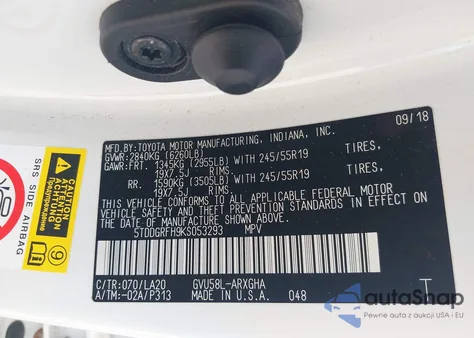 MFD.BY:TOYOTA MOTOR MANUFACTURING, INDIANA, INC. 09/18
GVWR:2840KG (6260LB)
GAWR:FRT. 1345KG (2955LB) WITH 245/55R19 TIRES,
19X7.5J RIMS.
RR. 1590KG (3505LB) WITH 245/55R19 TIRES,
19X7.5J RIMS.
THIS VEHICLE CONFORMS TO ALL APPLICABLE FEDERAL MOTOR
VEHICLE SAFETY AND THEFT PREVENTION STANDARDS IN EFFECT ON
THE DATE OF MANUFACTURE SHOWN ABOVE.
5TDDGRFH9KS053293 MPV
C/TR:070/LA20 GVU58L-ARXGHA T
A/TM:-02A/P313 MADE IN U.S.A. 048
SRS SIDE AIRBAG
CAUTION
ATTENTION
Предупреждение
9
autoSnap
Pewne auta z aukcji USA i EU